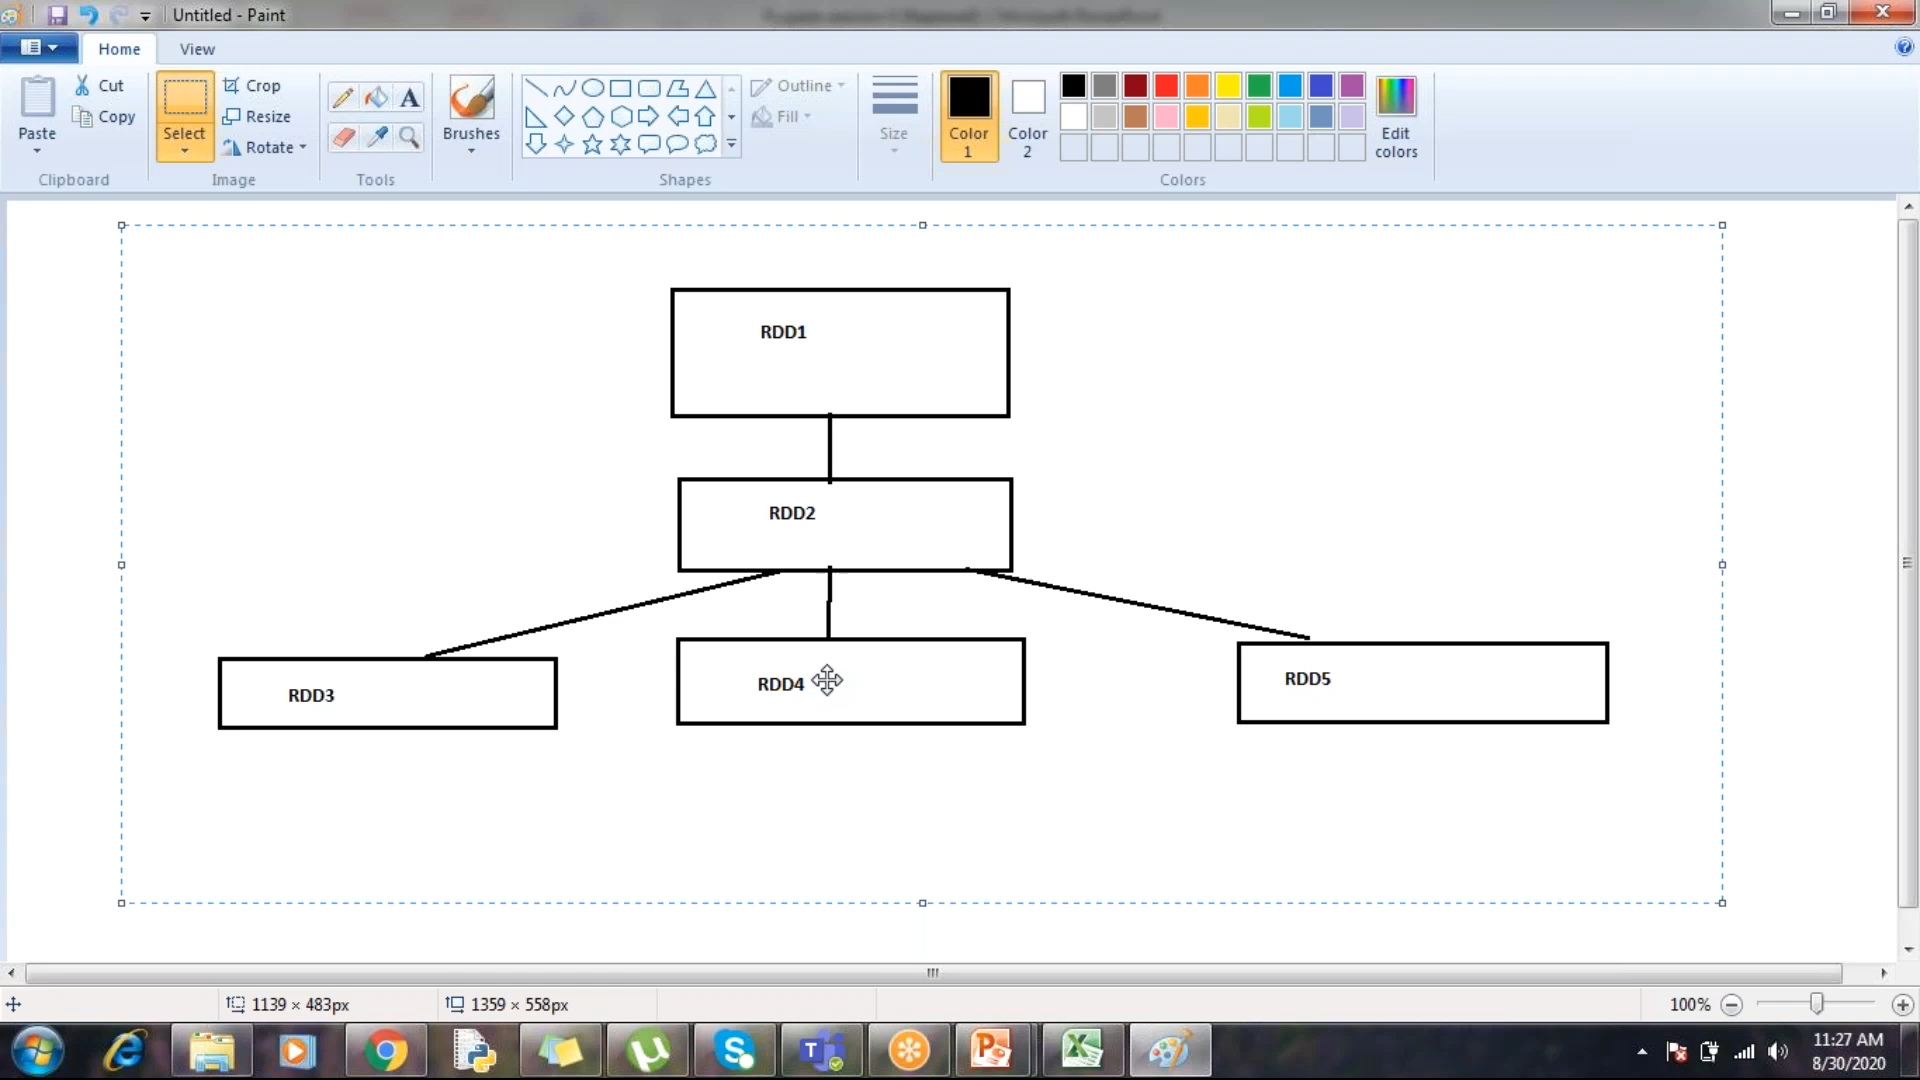 Untitled - Paint
Home View
Paste
Cut
Copy
Clipboard
Select
Crop
Resize
Rotate
Image
A
Tools
Brushes
Shapes
Outline
Fill
Size
Color 1
Color 2
Edit colors
Colors
RDD1
RDD2
RDD3
RDD4
RDD5
1139 × 483px
1359 × 558px
100%
11:27 AM
8/30/2020